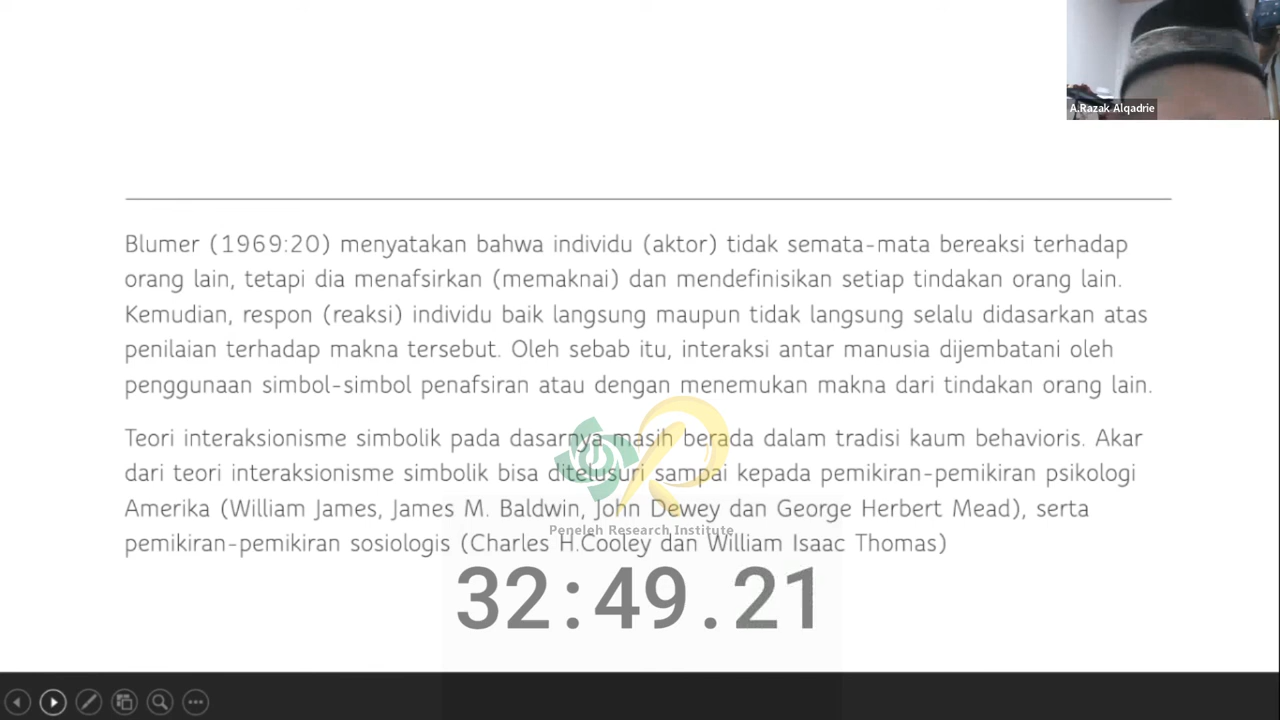 A.Razak Alqadrie
Blumer (1969:20) menyatakan bahwa individu (aktor) tidak semata-mata bereaksi terhadap
orang lain, tetapi dia menafsirkan (memaknai) dan mendefinisikan setiap tindakan orang lain.
Kemudian, respon (reaksi) individu baik langsung maupun tidak langsung selalu didasarkan atas
penilaian terhadap makna tersebut. Oleh sebab itu, interaksi antar manusia dijembatani oleh
penggunaan simbol-simbol penafsiran atau dengan menemukan makna dari tindakan orang lain.
Teori interaksionisme simbolik pada dasarnya masih berada dalam tradisi kaum behavioris. Akar
dari teori interaksionisme simbolik bisa ditelusuri sampai kepada pemikiran-pemikiran psikologi
Amerika (William James, James M. Baldwin, John Dewey dan George Herbert Mead), serta
Peneleh Research Institute
pemikiran-pemikiran sosiologis (Charles H.Cooley dan William Isaac Thomas)
32:49.21